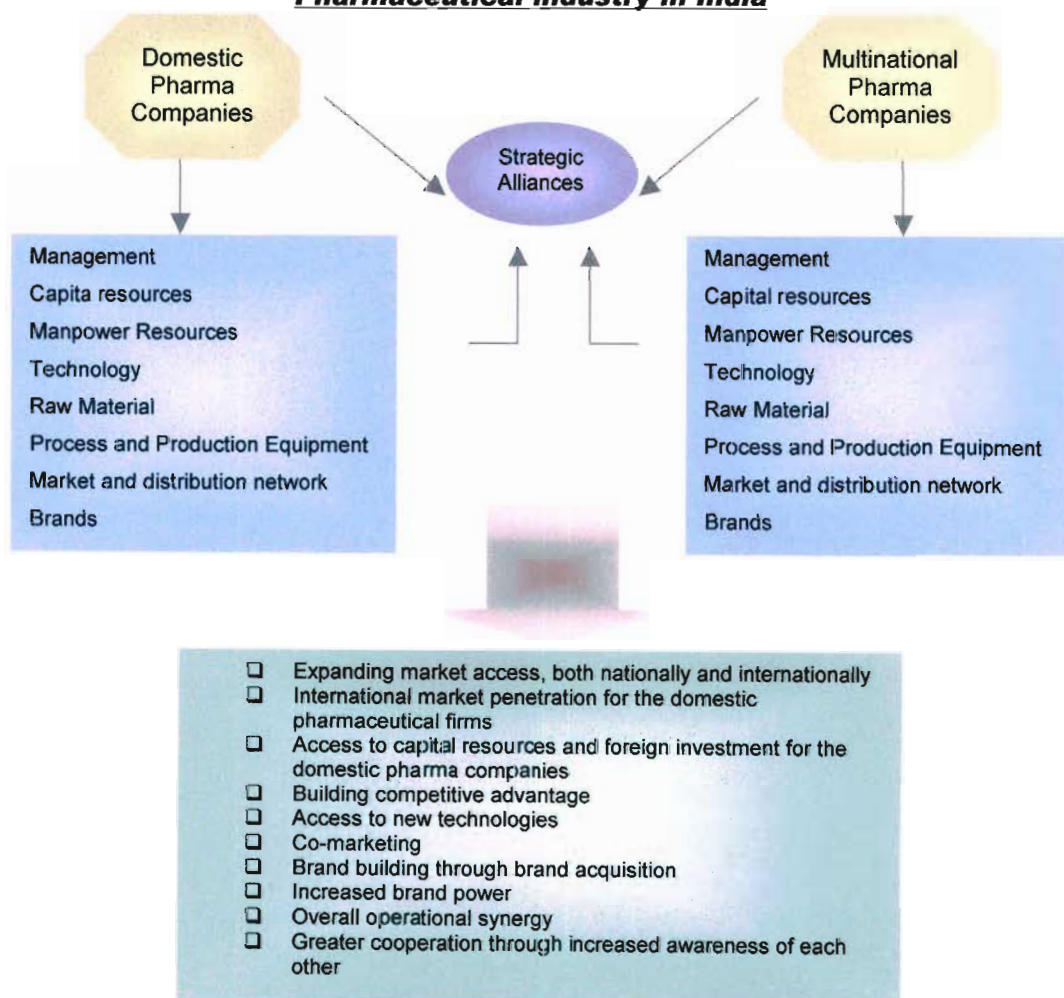 Pharmaceutical Industry in India
Domestic
Pharma
Companies
Multinational
Pharma
Companies
Strategic
Alliances
Management
Capita resources
Manpower Resources
Technology
Raw Material
Process and Production Equipment
Market and distribution network
Brands
Management
Capital resources
Manpower Resources
Technology
Raw Material
Process and Production Equipment
Market and distribution network
Brands
❑ Expanding market access, both nationally and internationally
❑ International market penetration for the domestic
pharmaceutical firms
❑ Access to capital resources and foreign investment for the
domestic pharma companies
❑ Building competitive advantage
❑ Access to new technologies
❑ Co-marketing
❑ Brand building through brand acquisition
❑ Increased brand power
❑ Overall operational synergy
❑ Greater cooperation through increased awareness of each
other